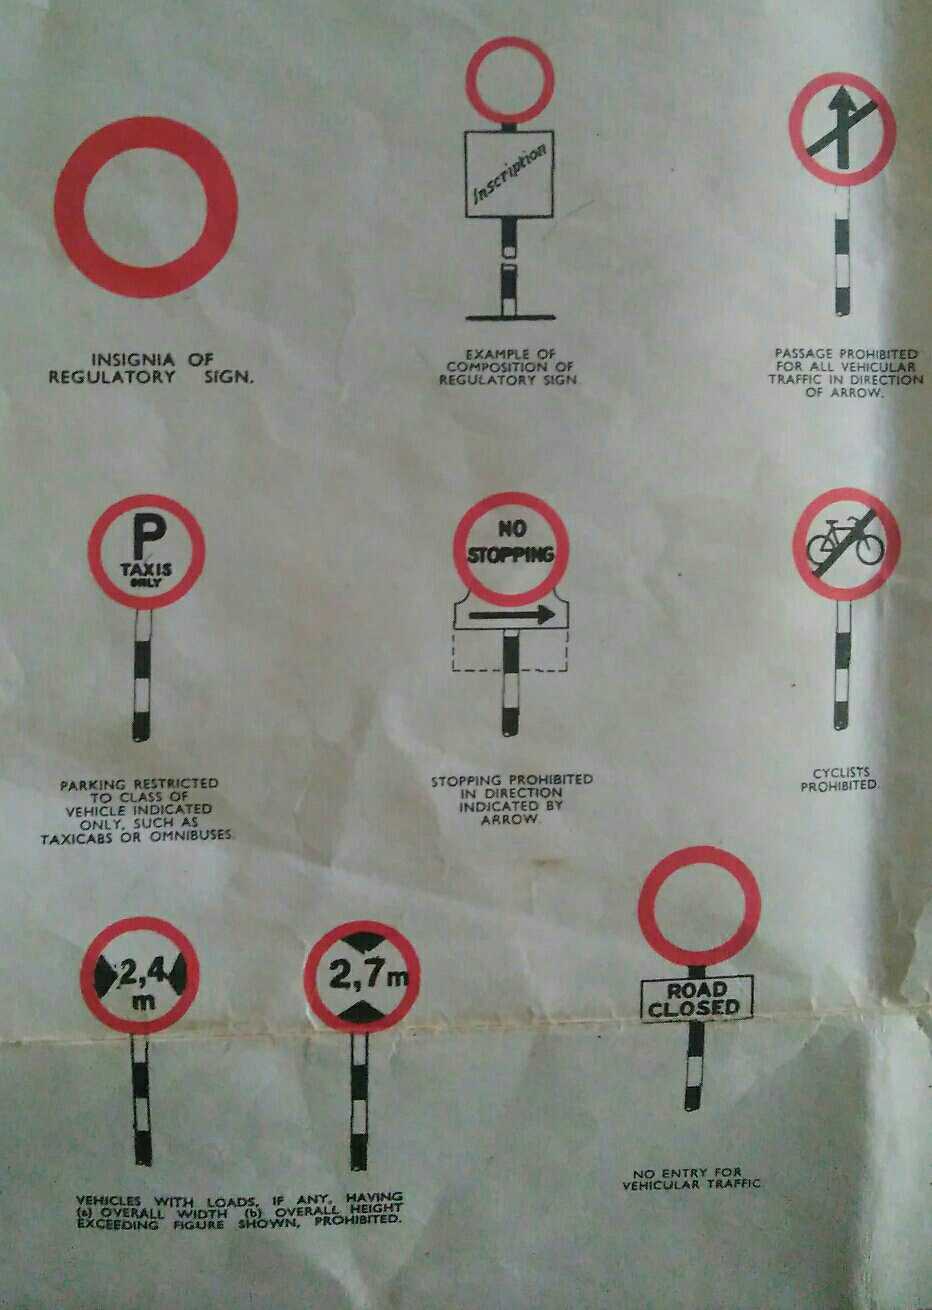 Inscription
INSIGNIA OF
REGULATORY SIGN.
EXAMPLE OF
COMPOSITION OF
REGULATORY SIGN
PASSAGE PROHIBITED
FOR ALL VEHICULAR
TRAFFIC IN DIRECTION
OF ARROW.
P
TAXIS
ONLY
NO
STOPPING
PARKING RESTRICTED
TO CLASS OF
VEHICLE INDICATED
ONLY, SUCH AS
TAXICABS OR OMNIBUSES.
STOPPING PROHIBITED
IN DIRECTION
INDICATED BY
ARROW.
CYCLISTS
PROHIBITED.
2,4
m
2,7m
ROAD
CLOSED
VEHICLES WITH LOADS, IF ANY, HAVING
(a) OVERALL WIDTH (b) OVERALL HEIGHT
EXCEEDING FIGURE SHOWN, PROHIBITED.
NO ENTRY FOR
VEHICULAR TRAFFIC